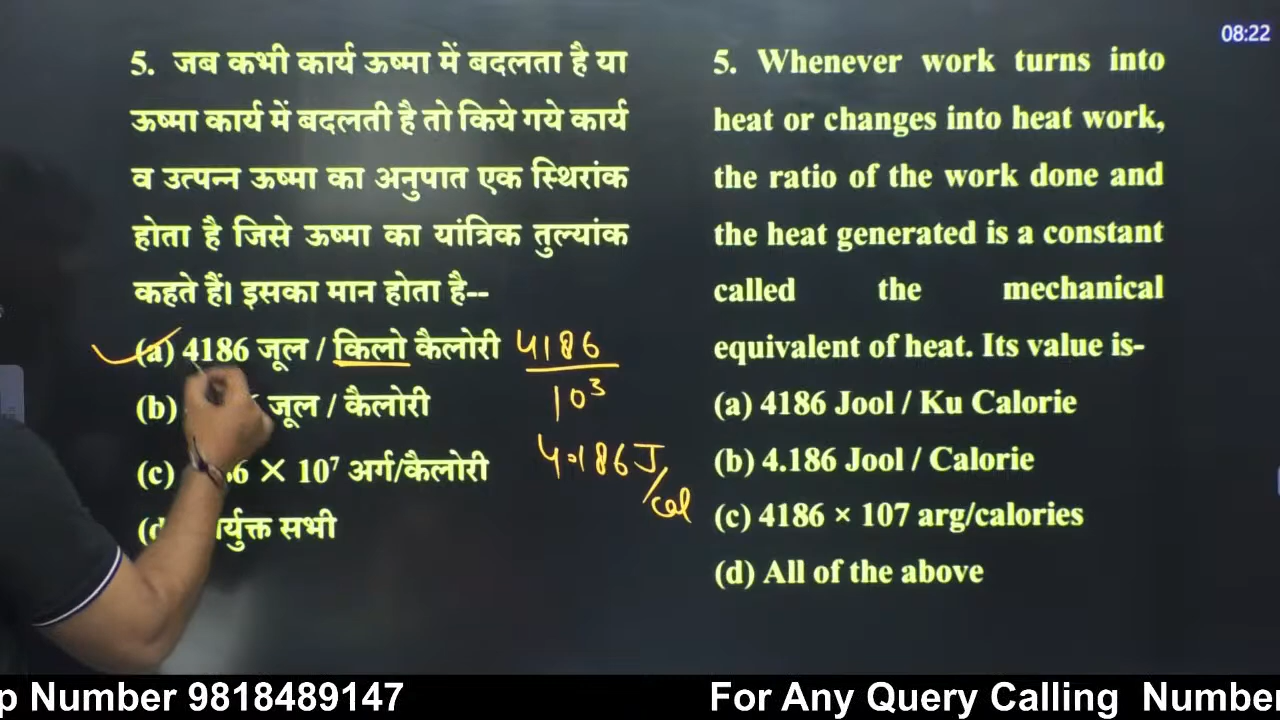 08:22
5. जब कभी कार्य ऊष्मा में बदलता है या
ऊष्मा कार्य में बदलती है तो किये गये कार्य
व उत्पन्न ऊष्मा का अनुपात एक स्थिरांक
होता है जिसे ऊष्मा का यांत्रिक तुल्यांक
कहते हैं। इसका मान होता है--
(a) 4186 जूल / किलो कैलोरी
(b) जूल / कैलोरी
(c) × 10⁷ अर्ग/कैलोरी
सभी
4186
10³
4.186 J/cal
5. Whenever work turns into
heat or changes into heat work,
the ratio of the work done and
the heat generated is a constant
called the mechanical
equivalent of heat. Its value is-
(a) 4186 Jool / Ku Calorie
(b) 4.186 Jool / Calorie
(c) 4186 × 107 arg/calories
(d) All of the above
p Number 9818489147 For Any Query Calling Number